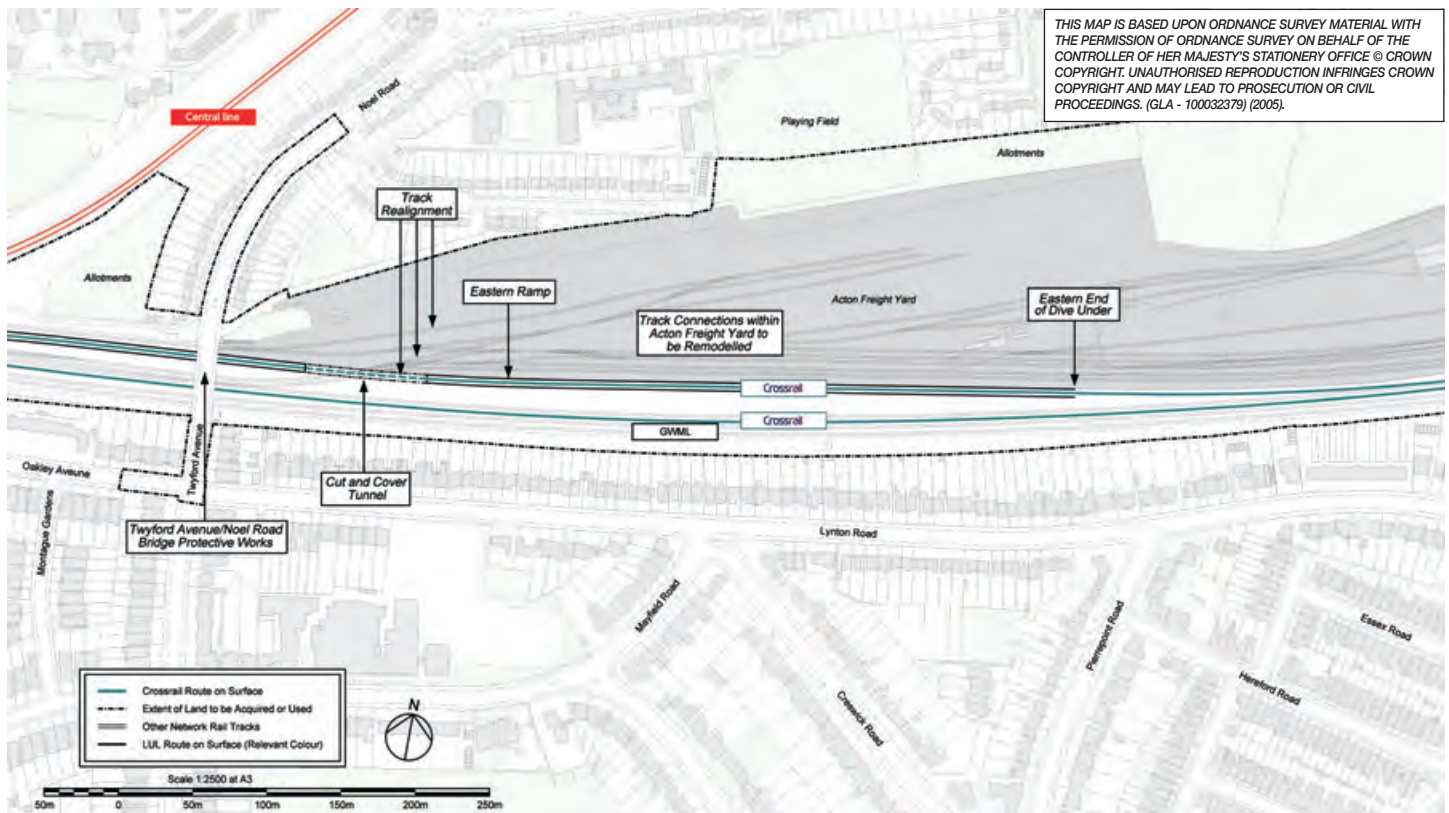 THIS MAP IS BASED UPON ORDNANCE SURVEY MATERIAL WITH
THE PERMISSION OF ORDNANCE SURVEY ON BEHALF OF THE
CONTROLLER OF HER MAJESTY'S STATIONERY OFFICE © CROWN
COPYRIGHT. UNAUTHORISED REPRODUCTION INFRINGES CROWN
COPYRIGHT AND MAY LEAD TO PROSECUTION OR CIVIL
PROCEEDINGS. (GLA - 100032379) (2005).
Noel Road
Central line
Playing Field
Allotments
Track
Realignment
Allotments
Eastern Ramp
Acton Freight Yard
Eastern End
of Dive Under
Track Connections within
Acton Freight Yard to
be Remodelled
Crossrail
Crossrail
GWML
Twyford Avenue
Oakley Aveune
Cut and Cover
Tunnel
Montague Gardens
Twyford Avenue/Noel Road
Bridge Protective Works
Lynton Road
Mayfield Road
Pierrepoint Road
Essex Road
Hereford Road
Creswick Road
Crossrail Route on Surface
Extent of Land to be Acquired or Used
Other Network Rail Tracks
LUL Route on Surface (Relevant Colour)
N
Scale 1:2500 at A3
50m 0 50m 100m 150m 200m 250m